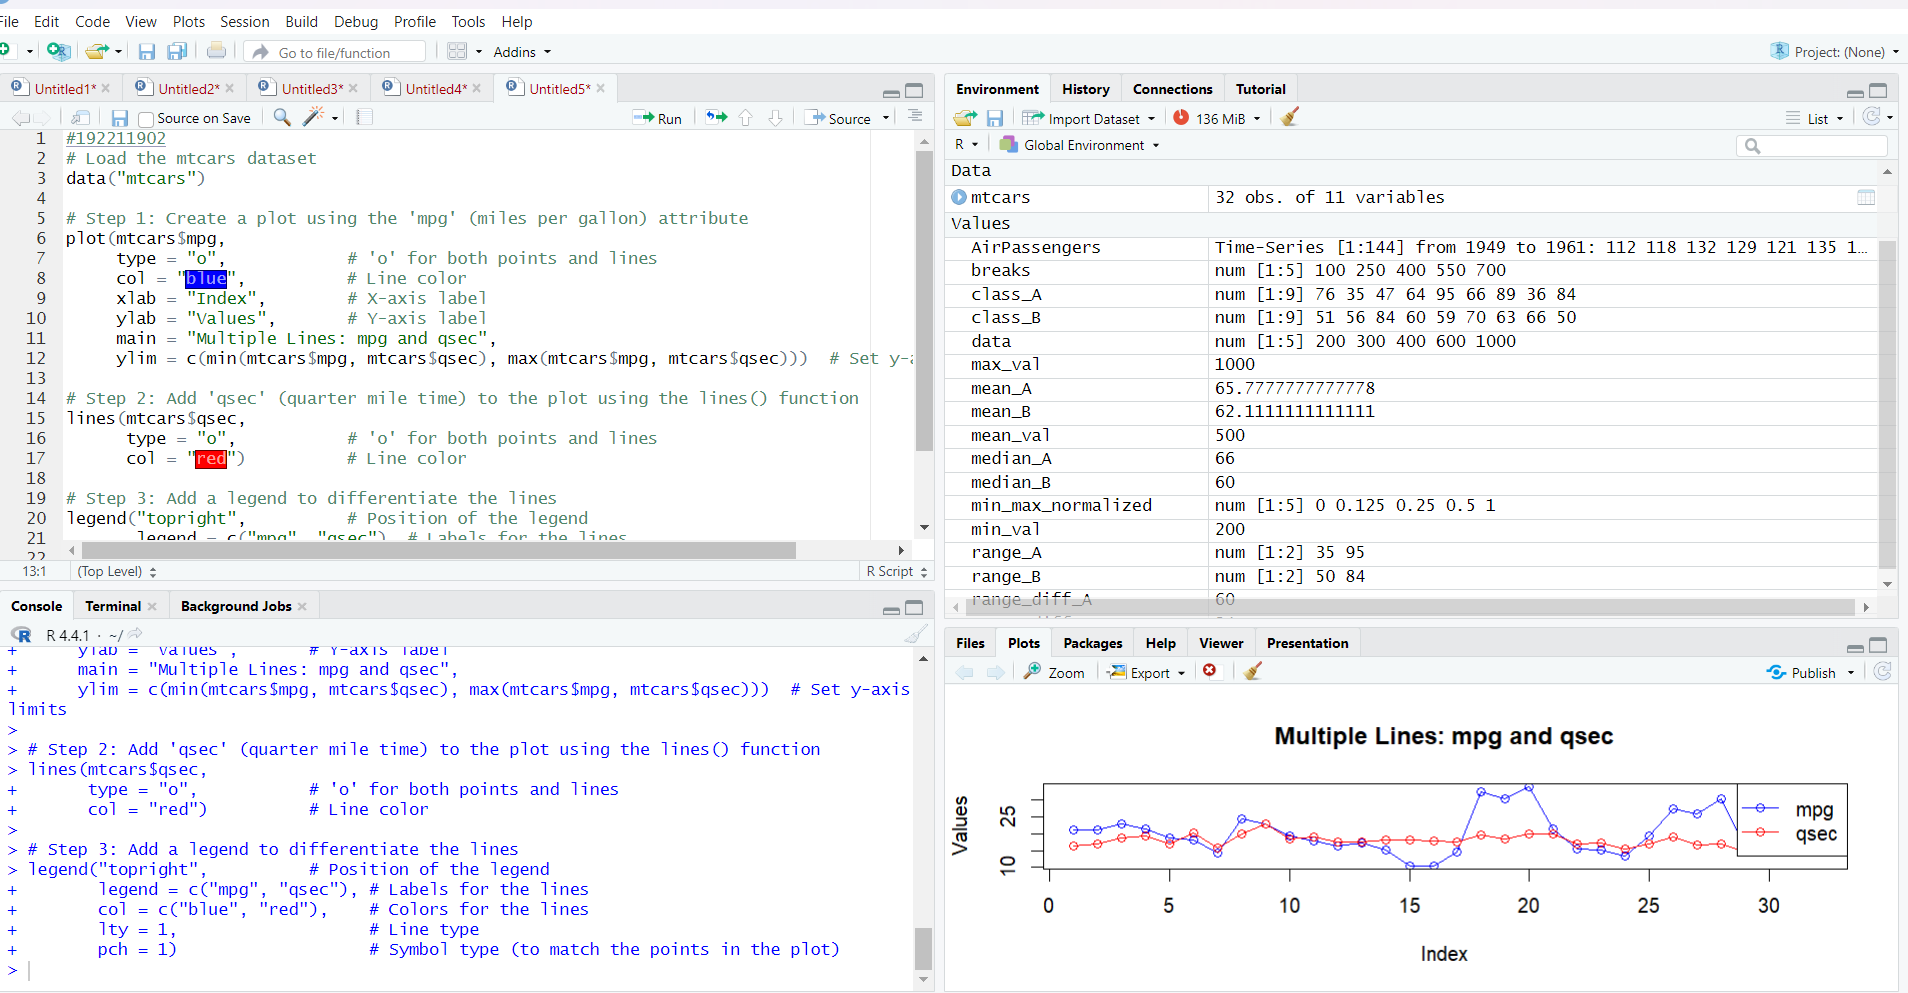 File Edit Code View Plots Session Build Debug Profile Tools Help
Go to file/function Addins Project: (None)
Untitled1* Untitled2* Untitled3* Untitled4* Untitled5*
Source on Save Run Source
1 #192211902
2 # Load the mtcars dataset
3 data("mtcars")
4
5 # Step 1: Create a plot using the 'mpg' (miles per gallon) attribute
6 plot(mtcars$mpg,
7 type = "o", # 'o' for both points and lines
8 col = "blue", # Line color
9 xlab = "Index", # X-axis label
10 ylab = "Values", # Y-axis label
11 main = "Multiple Lines: mpg and qsec",
12 ylim = c(min(mtcars$mpg, mtcars$qsec), max(mtcars$mpg, mtcars$qsec))) # Set y-a
13
14 # Step 2: Add 'qsec' (quarter mile time) to the plot using the lines() function
15 lines(mtcars$qsec,
16 type = "o", # 'o' for both points and lines
17 col = "red") # Line color
18
19 # Step 3: Add a legend to differentiate the lines
20 legend("topright", # Position of the legend
21 legend = c("mpg", "qsec"), # Labels for the lines
22
13:1 (Top Level) R Script
Console Terminal Background Jobs
R 4.4.1 · ~/
+ ylab = "Values", # Y-axis label
+ main = "Multiple Lines: mpg and qsec",
+ ylim = c(min(mtcars$mpg, mtcars$qsec), max(mtcars$mpg, mtcars$qsec))) # Set y-axis
limits
>
> # Step 2: Add 'qsec' (quarter mile time) to the plot using the lines() function
> lines(mtcars$qsec,
+ type = "o", # 'o' for both points and lines
+ col = "red") # Line color
>
> # Step 3: Add a legend to differentiate the lines
> legend("topright", # Position of the legend
+ legend = c("mpg", "qsec"), # Labels for the lines
+ col = c("blue", "red"), # Colors for the lines
+ lty = 1, # Line type
+ pch = 1) # Symbol type (to match the points in the plot)
>
Environment History Connections Tutorial
Import Dataset 136 MiB List
R Global Environment
Data
mtcars 32 obs. of 11 variables
Values
AirPassengers Time-Series [1:144] from 1949 to 1961: 112 118 132 129 121 135 1…
breaks num [1:5] 100 250 400 550 700
class_A num [1:9] 76 35 47 64 95 66 89 36 84
class_B num [1:9] 51 56 84 60 59 70 63 66 50
data num [1:5] 200 300 400 600 1000
max_val 1000
mean_A 65.7777777777778
mean_B 62.1111111111111
mean_val 500
median_A 66
median_B 60
min_max_normalized num [1:5] 0 0.125 0.25 0.5 1
min_val 200
range_A num [1:2] 35 95
range_B num [1:2] 50 84
range_diff_A 60
Files Plots Packages Help Viewer Presentation
Zoom Export Publish
Multiple Lines: mpg and qsec
Values
25
10
mpg
qsec
0 5 10 15 20 25 30
Index